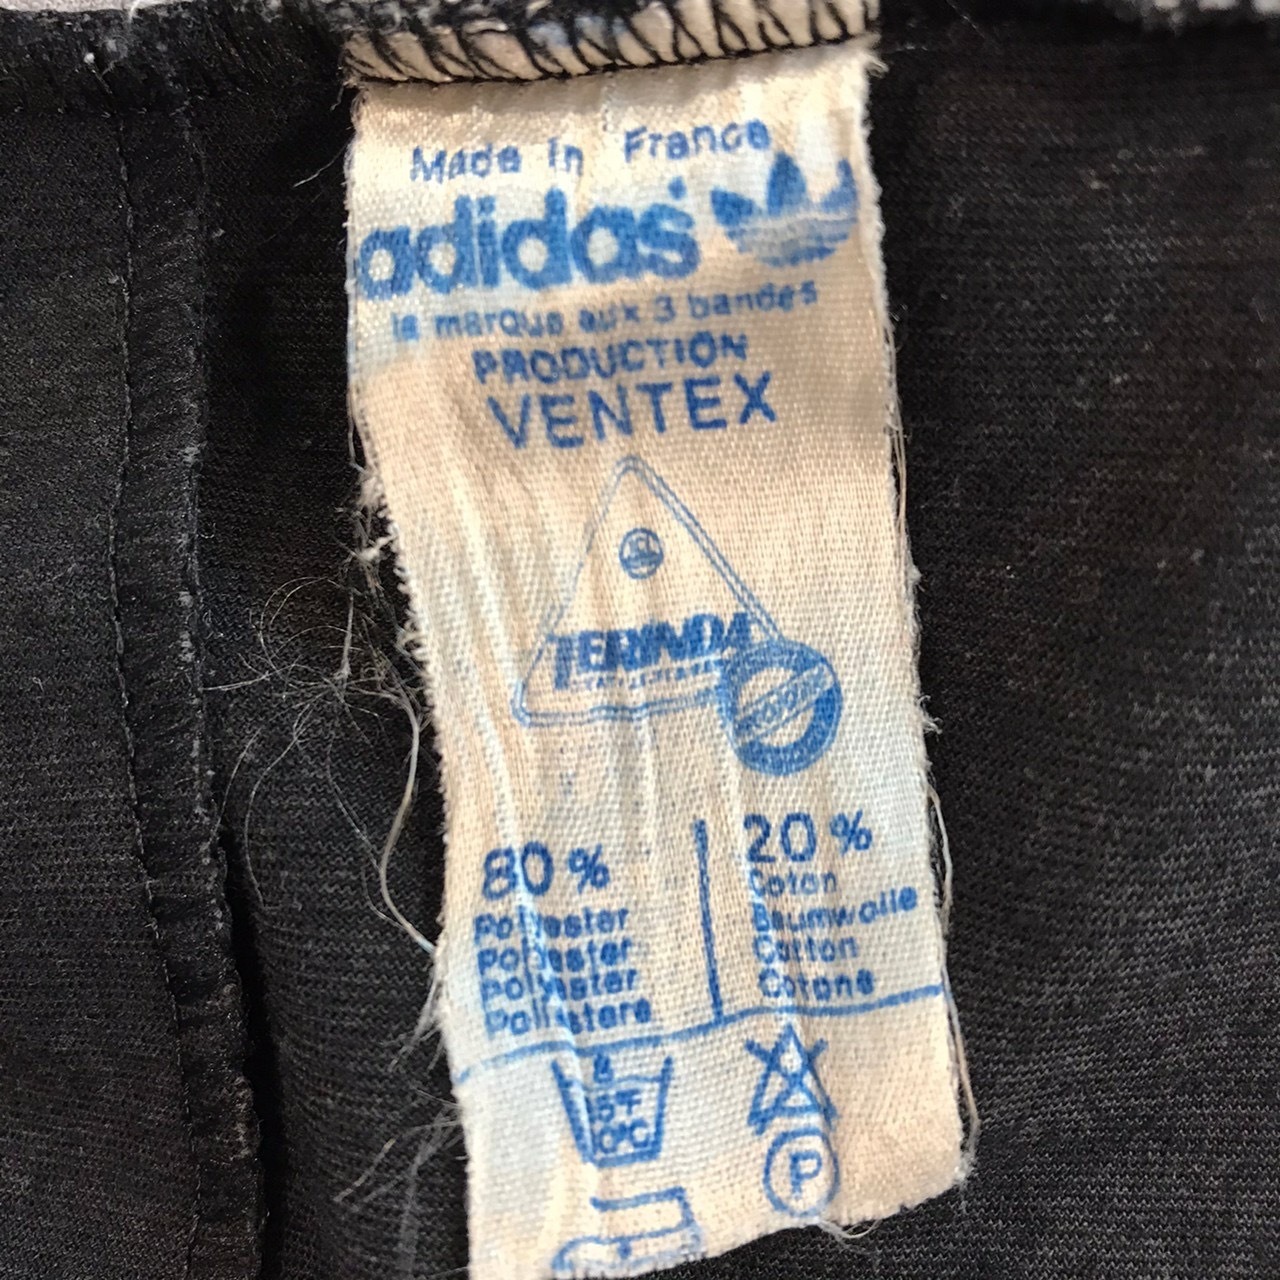 Made in France
adidas
la marque aux 3 bandes
PRODUCTION
VENTEX
TERINDA
80 %
Polyester
Polyester
Polyester
Poliestere
20 %
Coton
Baumwolle
Cotton
Cotone
P